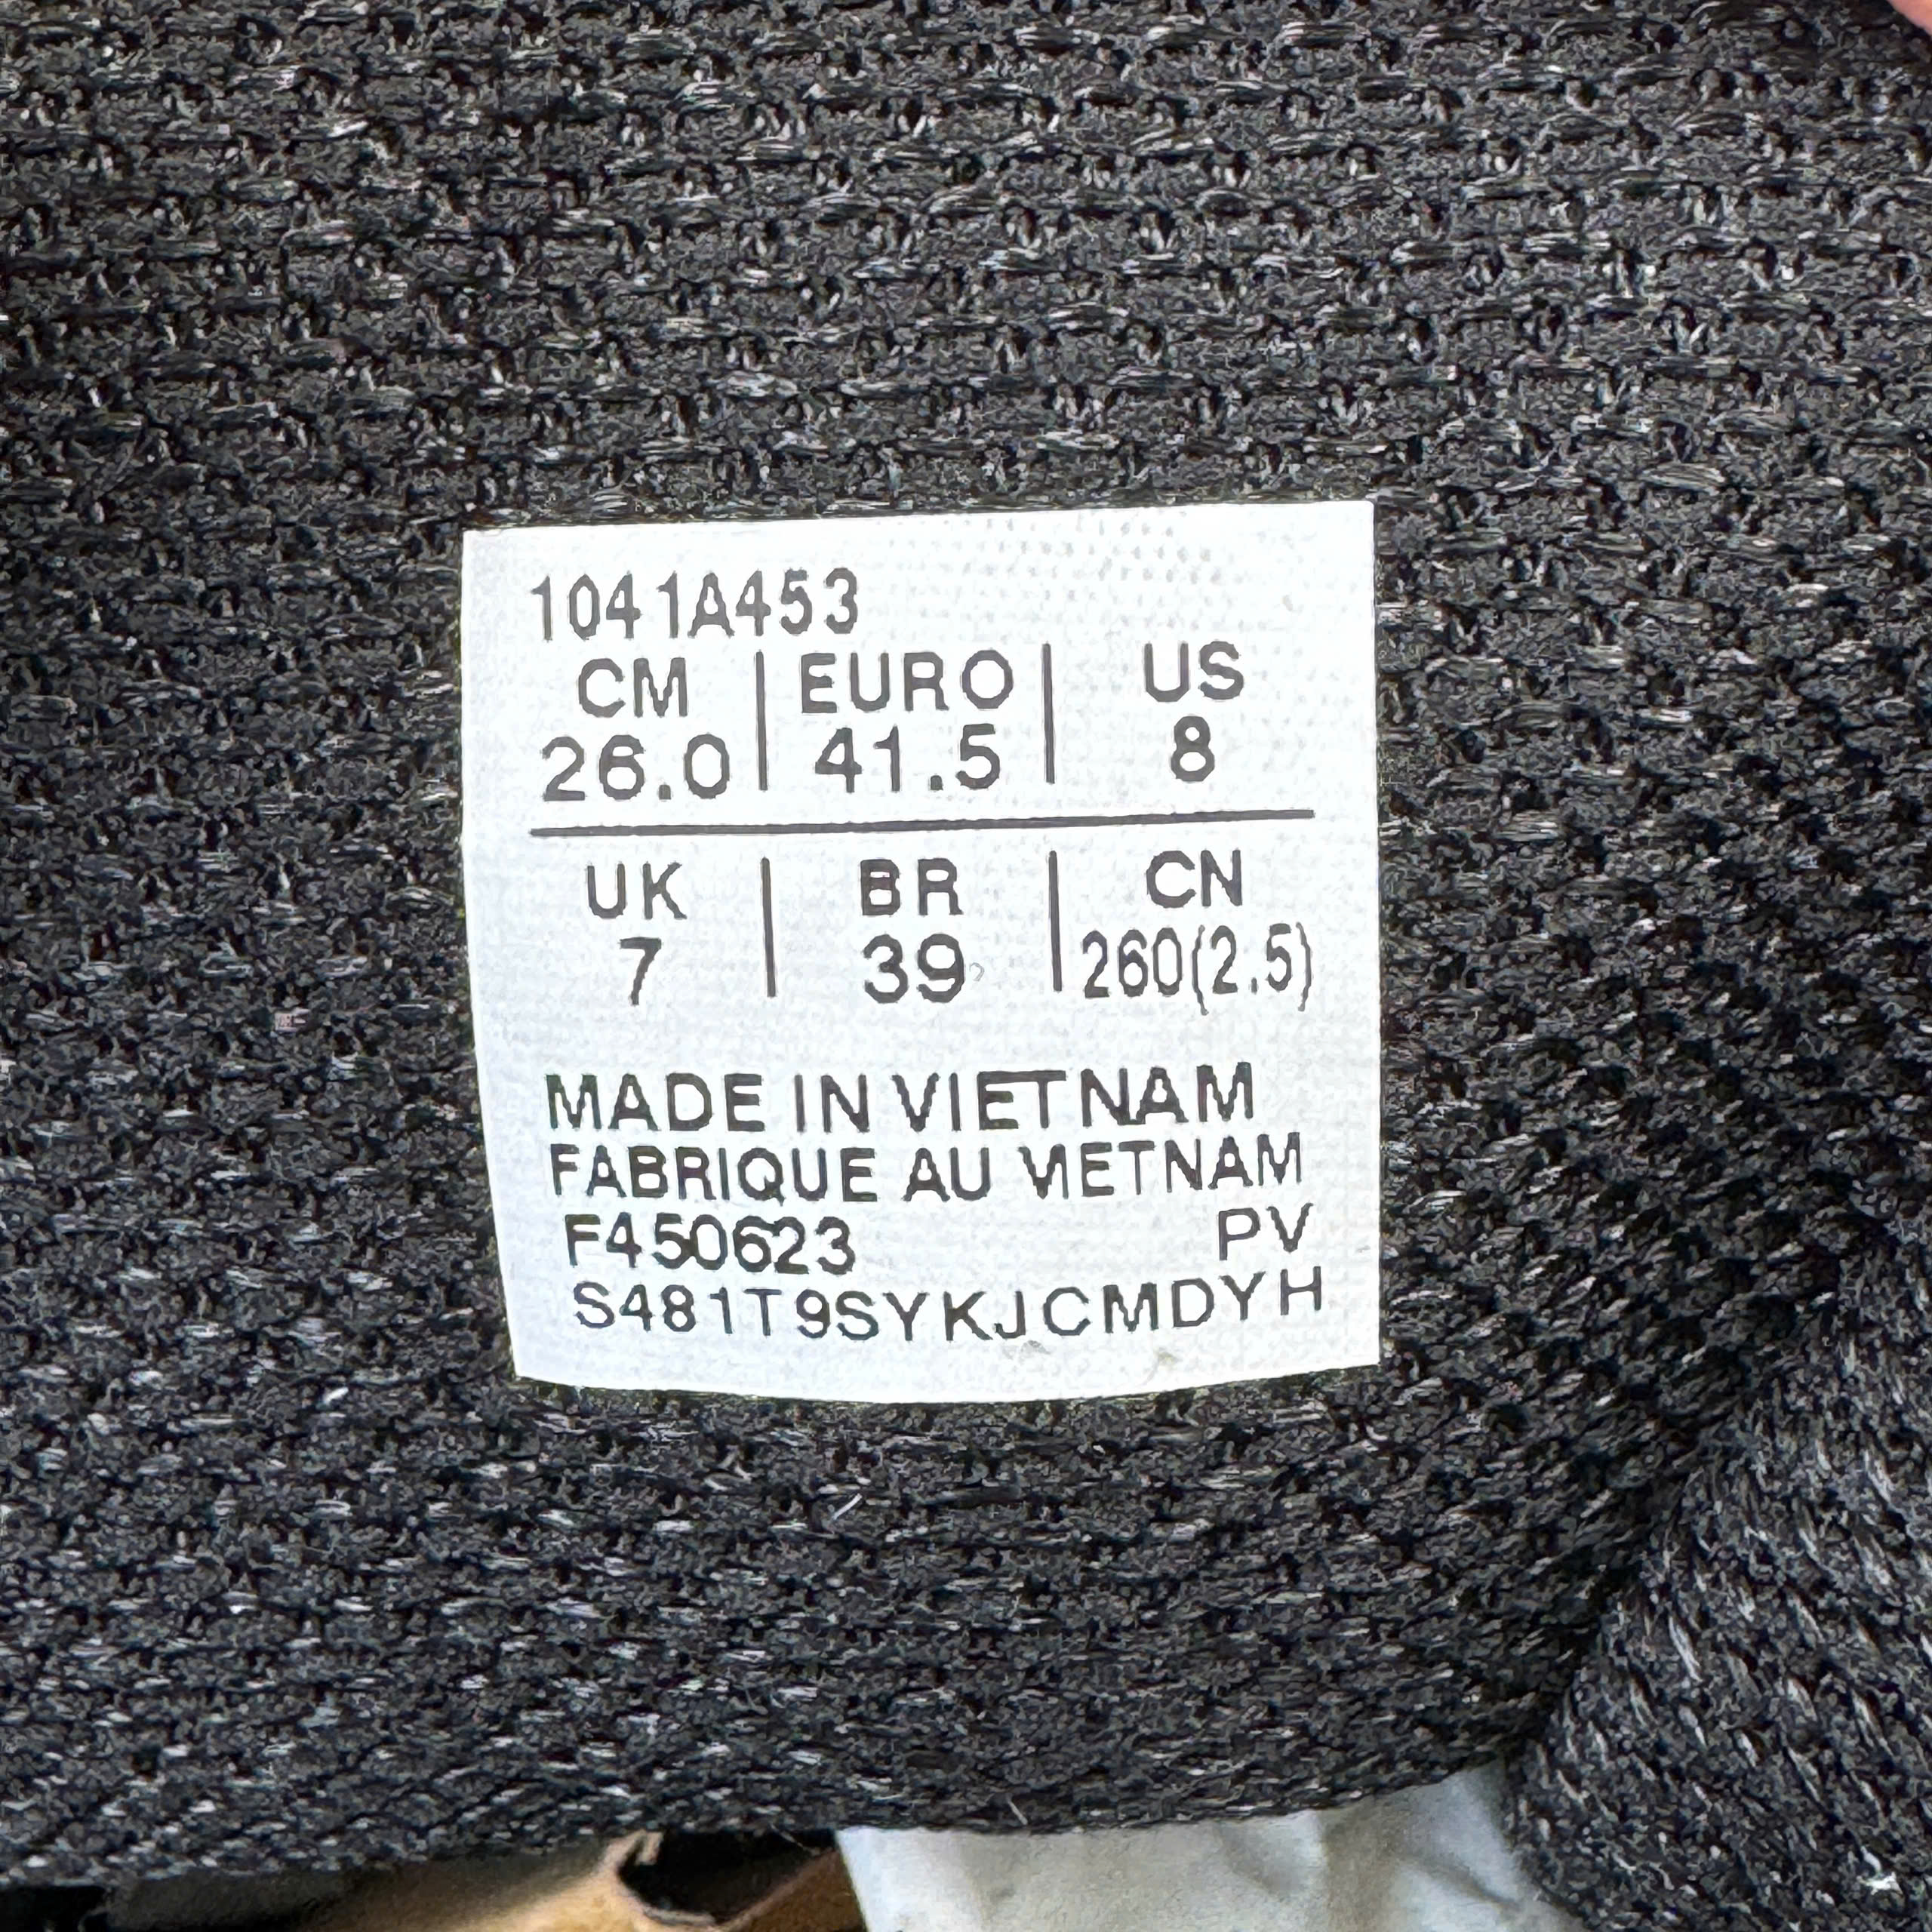 1041A453
CM | EURO | US
26.0 | 41.5 | 8
UK | BR | CN
7 | 39 | 260(2.5)
MADE IN VIETNAM
FABRIQUE AU VIETNAM
F450623 PV
S481T9SYKJCMDYH